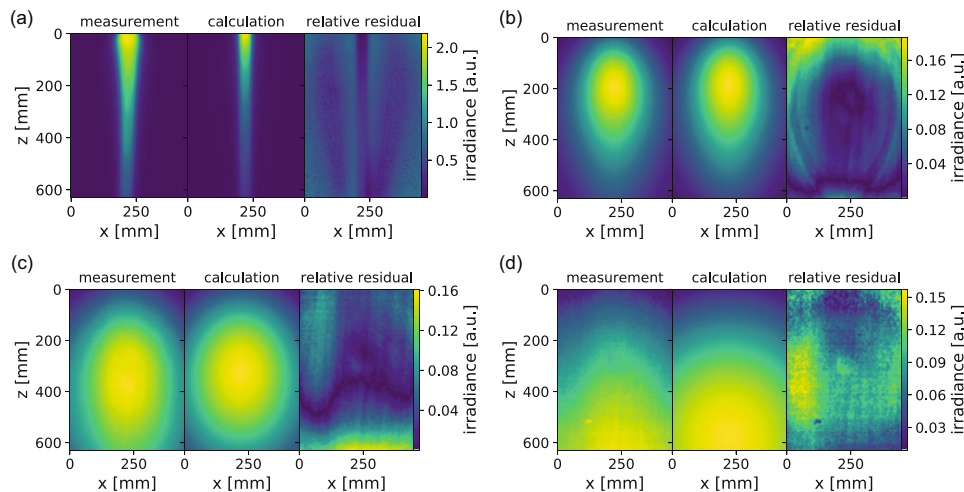 (a)
measurement calculation relative residual
0
200
400
600
z [mm]
0 250 0 250 0 250
x [mm] x [mm] x [mm]
2.0
1.5
1.0
0.5
irradiance [a.u.]
(b)
measurement calculation relative residual
0
200
400
600
z [mm]
0 250 0 250 0 250
x [mm] x [mm] x [mm]
0.16
0.12
0.08
0.04
irradiance [a.u.]
(c)
measurement calculation relative residual
0
200
400
600
z [mm]
0 250 0 250 0 250
x [mm] x [mm] x [mm]
0.16
0.12
0.08
0.04
irradiance [a.u.]
(d)
measurement calculation relative residual
0
200
400
600
z [mm]
0 250 0 250 0 250
x [mm] x [mm] x [mm]
0.15
0.12
0.09
0.06
0.03
irradiance [a.u.]